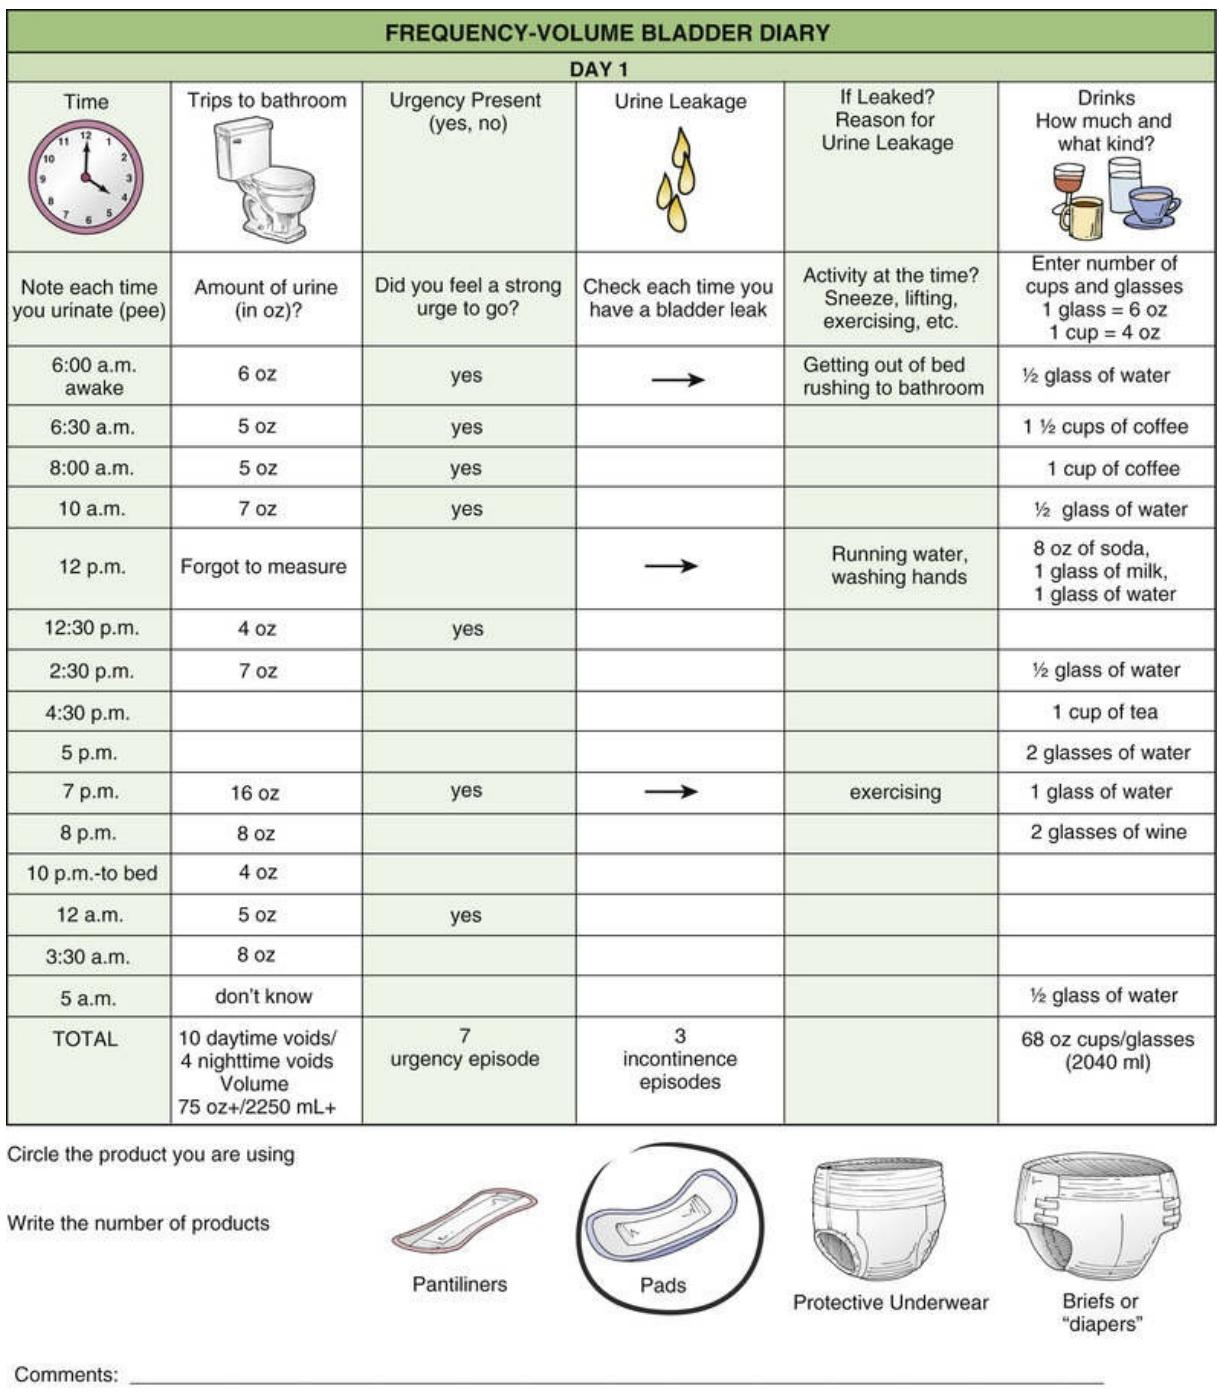 FREQUENCY-VOLUME BLADDER DIARY
DAY 1
Time
Trips to bathroom
Urgency Present
(yes, no)
Urine Leakage
If Leaked?
Reason for
Urine Leakage
Drinks
How much and
what kind?
12
1
2
3
4
5
6
7
8
9
10
11
Note each time
you urinate (pee)
Amount of urine
(in oz)?
Did you feel a strong
urge to go?
Check each time you
have a bladder leak
Activity at the time?
Sneeze, lifting,
exercising, etc.
Enter number of
cups and glasses
1 glass = 6 oz
1 cup = 4 oz
6:00 a.m.
awake
6 oz
yes
Getting out of bed
rushing to bathroom
½ glass of water
6:30 a.m.
5 oz
yes
1 ½ cups of coffee
8:00 a.m.
5 oz
yes
1 cup of coffee
10 a.m.
7 oz
yes
½ glass of water
12 p.m.
Forgot to measure
Running water,
washing hands
8 oz of soda,
1 glass of milk,
1 glass of water
12:30 p.m.
4 oz
yes
2:30 p.m.
7 oz
½ glass of water
4:30 p.m.
1 cup of tea
5 p.m.
2 glasses of water
7 p.m.
16 oz
yes
exercising
1 glass of water
8 p.m.
8 oz
2 glasses of wine
10 p.m.-to bed
4 oz
12 a.m.
5 oz
yes
3:30 a.m.
8 oz
5 a.m.
don't know
½ glass of water
TOTAL
10 daytime voids/
4 nighttime voids
Volume
75 oz+/2250 mL+
7
urgency episode
3
incontinence
episodes
68 oz cups/glasses
(2040 ml)
Circle the product you are using
Write the number of products
Pantiliners
Pads
Protective Underwear
Briefs or
“diapers”
Comments: